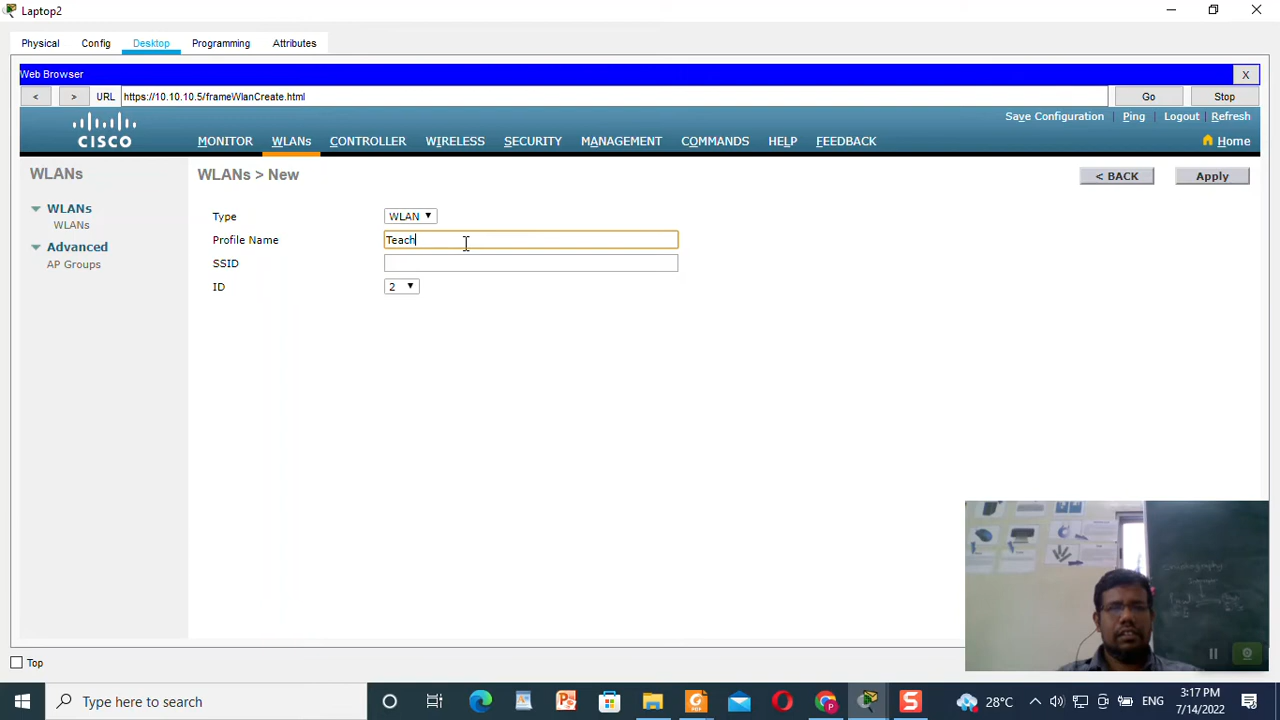 Laptop2
Physical Config Desktop Programming Attributes
Web Browser X
< > URL https://10.10.10.5/frameWlanCreate.html Go Stop
Save Configuration | Ping | Logout | Refresh
CISCO MONITOR WLANs CONTROLLER WIRELESS SECURITY MANAGEMENT COMMANDS HELP FEEDBACK Home
WLANs
WLANs > New
< BACK Apply
WLANs
WLANs
Advanced
AP Groups
Type WLAN
Profile Name Teach
SSID
ID 2
Top
Type here to search
28°C ENG
3:17 PM
7/14/2022